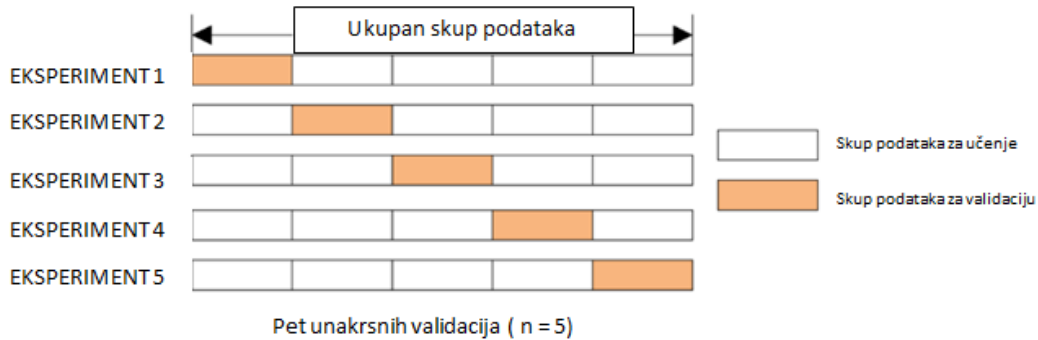 Ukupan skup podataka
EKSPERIMENT 1
EKSPERIMENT 2
EKSPERIMENT 3
EKSPERIMENT 4
EKSPERIMENT 5
Skup podataka za učenje
Skup podataka za validaciju
Pet unakrsnih validacija ( n = 5)